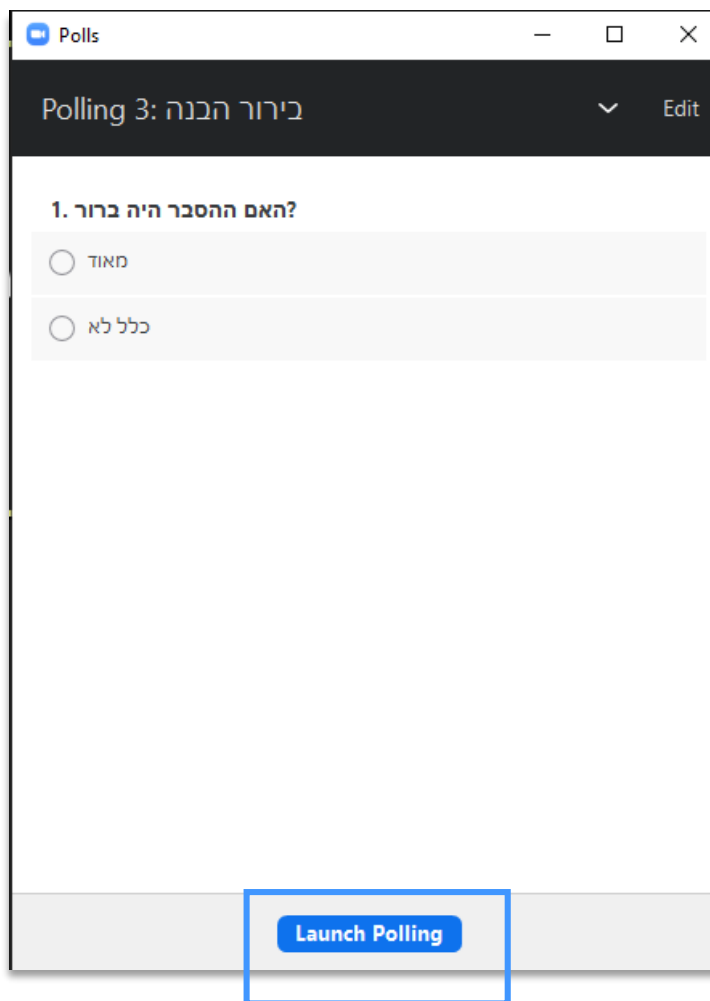 Polls
Polling 3: בירור הבנה
Edit
1. האם ההסבר היה ברור?
מאוד
כלל לא
Launch Polling